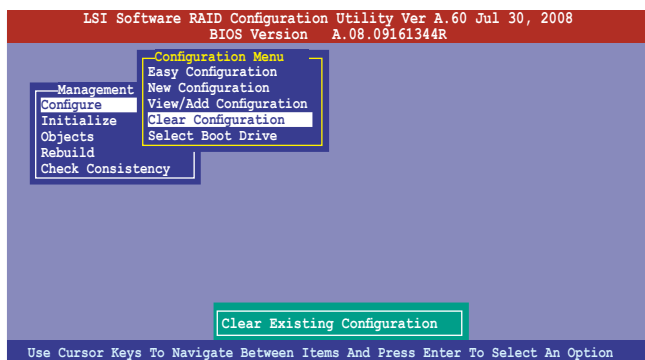 LSI Software RAID Configuration Utility Ver A.60 Jul 30, 2008
BIOS Version A.08.09161344R
Configuration Menu
Easy Configuration
New Configuration
View/Add Configuration
Clear Configuration
Select Boot Drive
Management
Configure
Initialize
Objects
Rebuild
Check Consistency
Clear Existing Configuration
Use Cursor Keys To Navigate Between Items And Press Enter To Select An Option